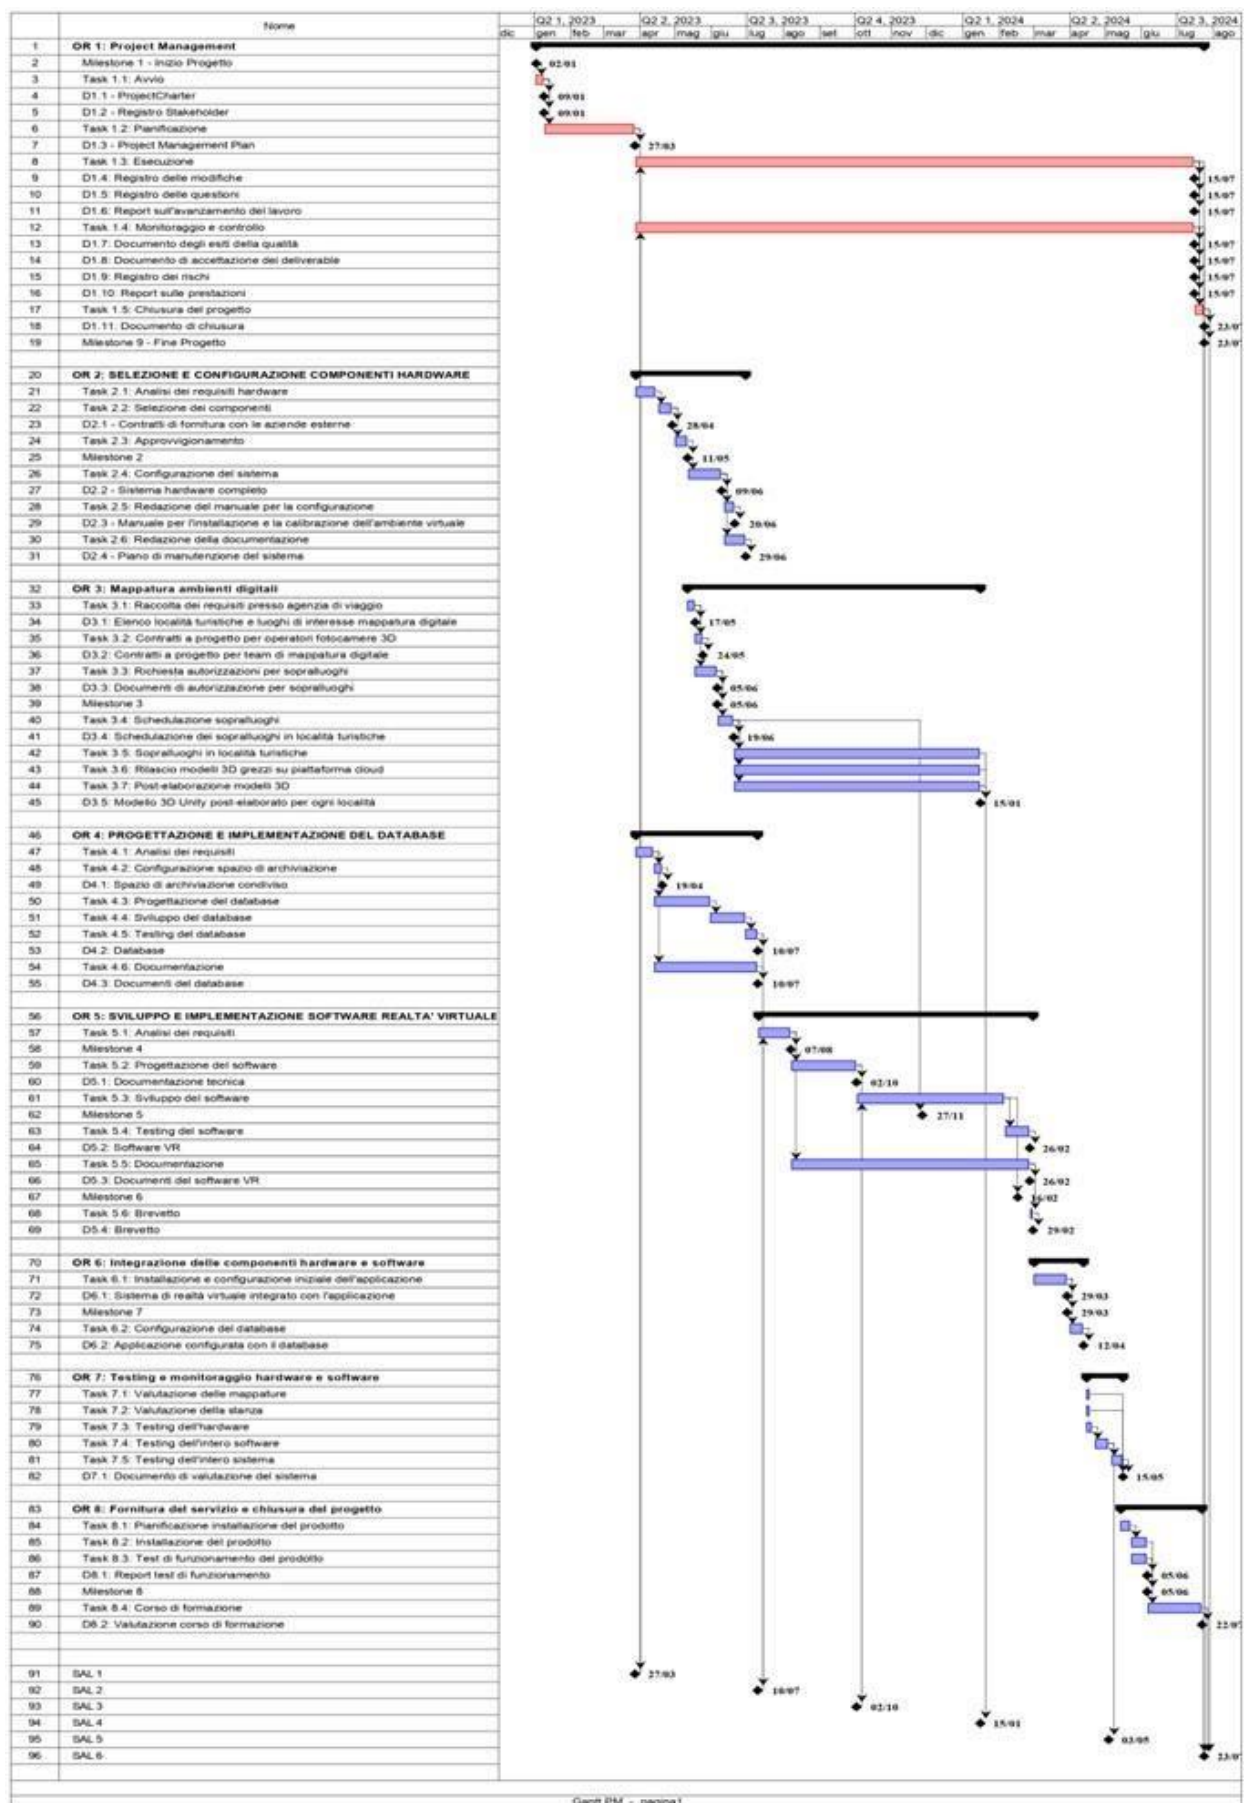 Nome
Q2 1, 2023 Q2 2, 2023 Q2 3, 2023 Q2 4, 2023 Q2 1, 2024 Q2 2, 2024 Q2 3, 2024
dic gen feb mar apr mag giu lug ago set ott nov dic gen feb mar apr mag giu lug ago
1 OR 1: Project Management
2 Milestone 1 - Inizio Progetto 02/01
3 Task 1.1: Avvio
4 D1.1 - ProjectCharter 09/01
5 D1.2 - Registro Stakeholder 09/01
6 Task 1.2: Pianificazione
7 D1.3 - Project Management Plan 27/03
8 Task 1.3: Esecuzione
9 D1.4: Registro delle modifiche 15/07
10 D1.5: Registro delle questioni 15/07
11 D1.6: Report sull'avanzamento del lavoro 15/07
12 Task 1.4: Monitoraggio e controllo
13 D1.7: Documento degli esiti della qualità 15/07
14 D1.8: Documento di accettazione dei deliverable 15/07
15 D1.9: Registro dei rischi 15/07
16 D1.10: Report sulle prestazioni 15/07
17 Task 1.5: Chiusura del progetto
18 D1.11: Documento di chiusura 23/0
19 Milestone 9 - Fine Progetto 23/0
20 OR 2: SELEZIONE E CONFIGURAZIONE COMPONENTI HARDWARE
21 Task 2.1: Analisi dei requisiti hardware
22 Task 2.2: Selezione dei componenti
23 D2.1 - Contratti di fornitura con le aziende esterne 28/04
24 Task 2.3: Approvvigionamento
25 Milestone 2 11/05
26 Task 2.4: Configurazione del sistema
27 D2.2 - Sistema hardware completo 09/06
28 Task 2.5: Redazione del manuale per la configurazione
29 D2.3 - Manuale per l'installazione e la calibrazione dell'ambiente virtuale 20/06
30 Task 2.6: Redazione della documentazione
31 D2.4 - Piano di manutenzione del sistema 29/06
32 OR 3: Mappatura ambienti digitali
33 Task 3.1: Raccolta dei requisiti presso agenzia di viaggio
34 D3.1: Elenco località turistiche e luoghi di interesse mappatura digitale 17/05
35 Task 3.2: Contratti a progetto per operatori fotocamere 3D
36 D3.2: Contratti a progetto per team di mappatura digitale 24/05
37 Task 3.3: Richiesta autorizzazioni per sopralluoghi
38 D3.3: Documenti di autorizzazione per sopralluoghi 05/06
39 Milestone 3 05/06
40 Task 3.4: Schedulazione sopralluoghi
41 D3.4: Schedulazione dei sopralluoghi in località turistiche 19/06
42 Task 3.5: Sopralluoghi in località turistiche
43 Task 3.6: Rilascio modelli 3D grezzi su piattaforma cloud
44 Task 3.7: Post-elaborazione modelli 3D
45 D3.5: Modello 3D Unity post-elaborato per ogni località 15/01
46 OR 4: PROGETTAZIONE E IMPLEMENTAZIONE DEL DATABASE
47 Task 4.1: Analisi dei requisiti
48 Task 4.2: Configurazione spazio di archiviazione
49 D4.1: Spazio di archiviazione condiviso 19/04
50 Task 4.3: Progettazione del database
51 Task 4.4: Sviluppo del database
52 Task 4.5: Testing del database
53 D4.2: Database 10/07
54 Task 4.6: Documentazione
55 D4.3: Documenti del database 10/07
56 OR 5: SVILUPPO E IMPLEMENTAZIONE SOFTWARE REALTA' VIRTUALE
57 Task 5.1: Analisi dei requisiti
58 Milestone 4 07/08
59 Task 5.2: Progettazione del software
60 D5.1: Documentazione tecnica 02/10
61 Task 5.3: Sviluppo del software
62 Milestone 5 27/11
63 Task 5.4: Testing del software
64 D5.2: Software VR 26/02
65 Task 5.5: Documentazione
66 D5.3: Documenti del software VR 26/02
67 Milestone 6 16/02
68 Task 5.6: Brevetto
69 D5.4: Brevetto 29/02
70 OR 6: Integrazione delle componenti hardware e software
71 Task 6.1: Installazione e configurazione iniziale dell'applicazione
72 D6.1: Sistema di realtà virtuale integrato con l'applicazione 29/03
73 Milestone 7 29/03
74 Task 6.2: Configurazione del database
75 D6.2: Applicazione configurata con il database 12/04
76 OR 7: Testing e monitoraggio hardware e software
77 Task 7.1: Valutazione delle mappature
78 Task 7.2: Valutazione della stanza
79 Task 7.3: Testing dell'hardware
80 Task 7.4: Testing dell'intero software
81 Task 7.5: Testing dell'intero sistema
82 D7.1: Documento di valutazione del sistema 15/05
83 OR 8: Fornitura del servizio e chiusura del progetto
84 Task 8.1: Pianificazione installazione del prodotto
85 Task 8.2: Installazione del prodotto
86 Task 8.3: Test di funzionamento del prodotto
87 D8.1: Report test di funzionamento 05/06
88 Milestone 8 05/06
89 Task 8.4: Corso di formazione
90 D8.2: Valutazione corso di formazione 22/07
91 SAL 1 27/03
92 SAL 2 10/07
93 SAL 3 02/10
94 SAL 4 15/01
95 SAL 5 03/05
96 SAL 6 23/0
Gantt PM - pagina1